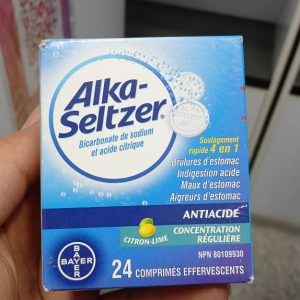 Alka-
Seltzer®
Bicarbonate de sodium
et acide citrique
Soulagement
rapide 4 en 1
Brûlures d'estomac
Indigestion acide
Maux d'estomac
Aigreurs d'estomac
ANTIACIDE
CITRON-LIME
CONCENTRATION
RÉGULIÈRE
NPN 80109930
BAYER
BAYER
24 COMPRIMÉS EFFERVESCENTS